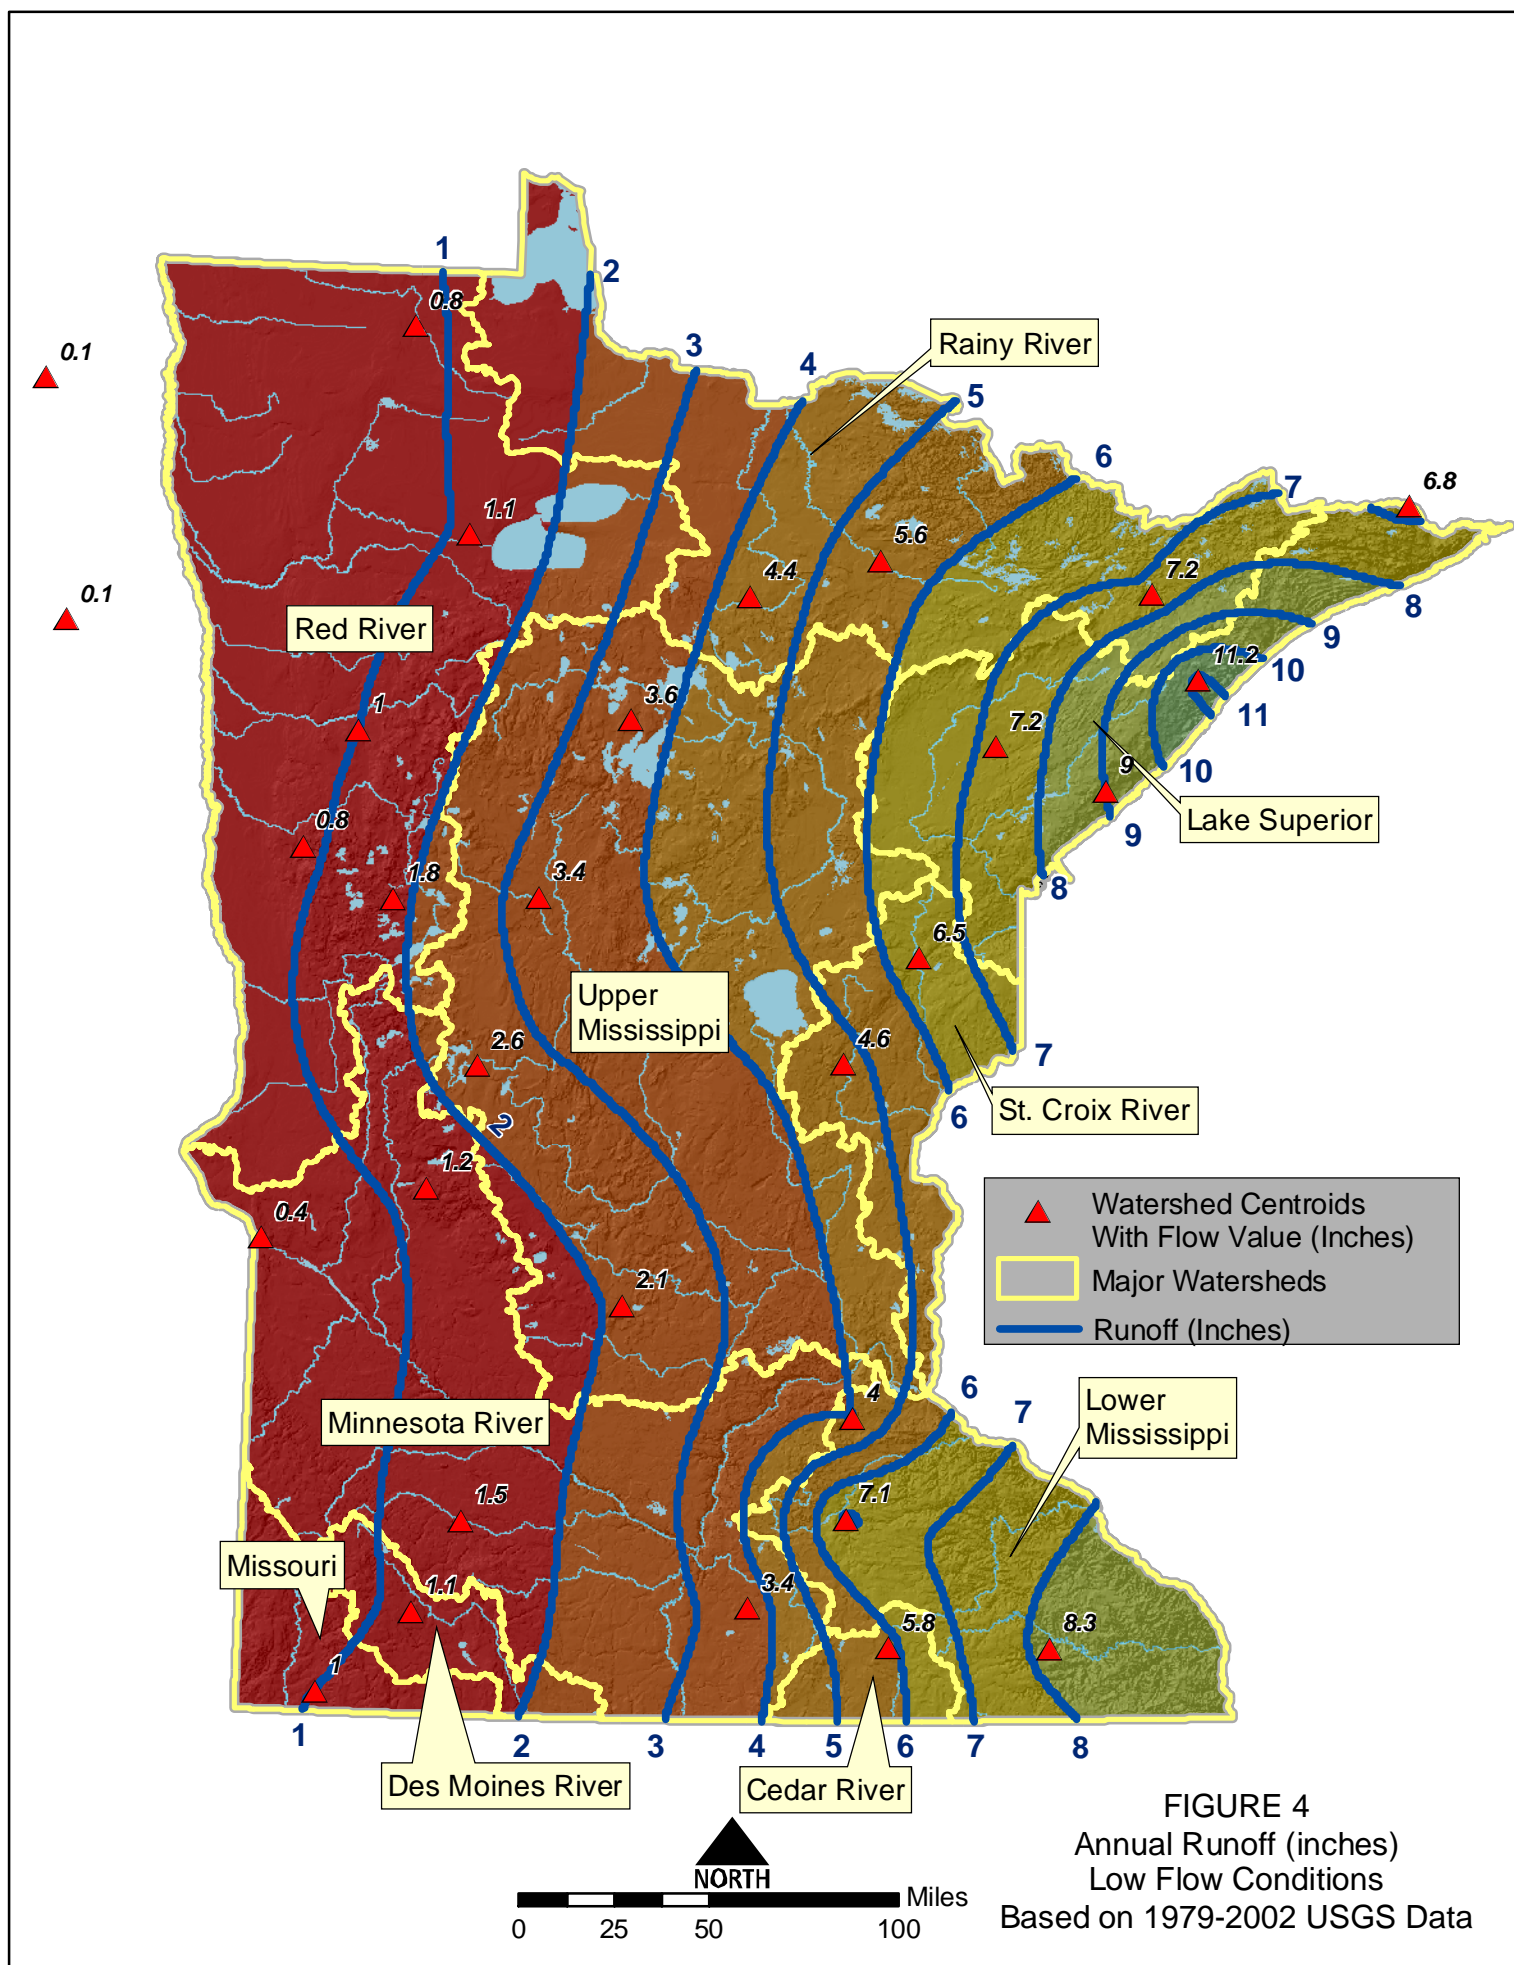 1
2
0.8
3
4
Rainy River
0.1
5
6
6.8
7
1.1
5.6
7.2
4.4
0.1
8
Red River
9
11.2
10
3.6
11
1
7.2
9
10
0.8
Lake Superior
9
1.8
3.4
8
6.5
Upper
Mississippi
2.6
4.6
7
6
St. Croix River
2
1.2
0.4
Watershed Centroids
With Flow Value (Inches)
2.1
Major Watersheds
Runoff (Inches)
4
6
Lower
Mississippi
7
Minnesota River
1.5
7.1
Missouri
1.1
3.4
5.8
8.3
1
1
2
3
4
5
6
7
8
Des Moines River
Cedar River
FIGURE 4
Annual Runoff (inches)
Low Flow Conditions
Based on 1979-2002 USGS Data
NORTH
Miles
0 25 50 100